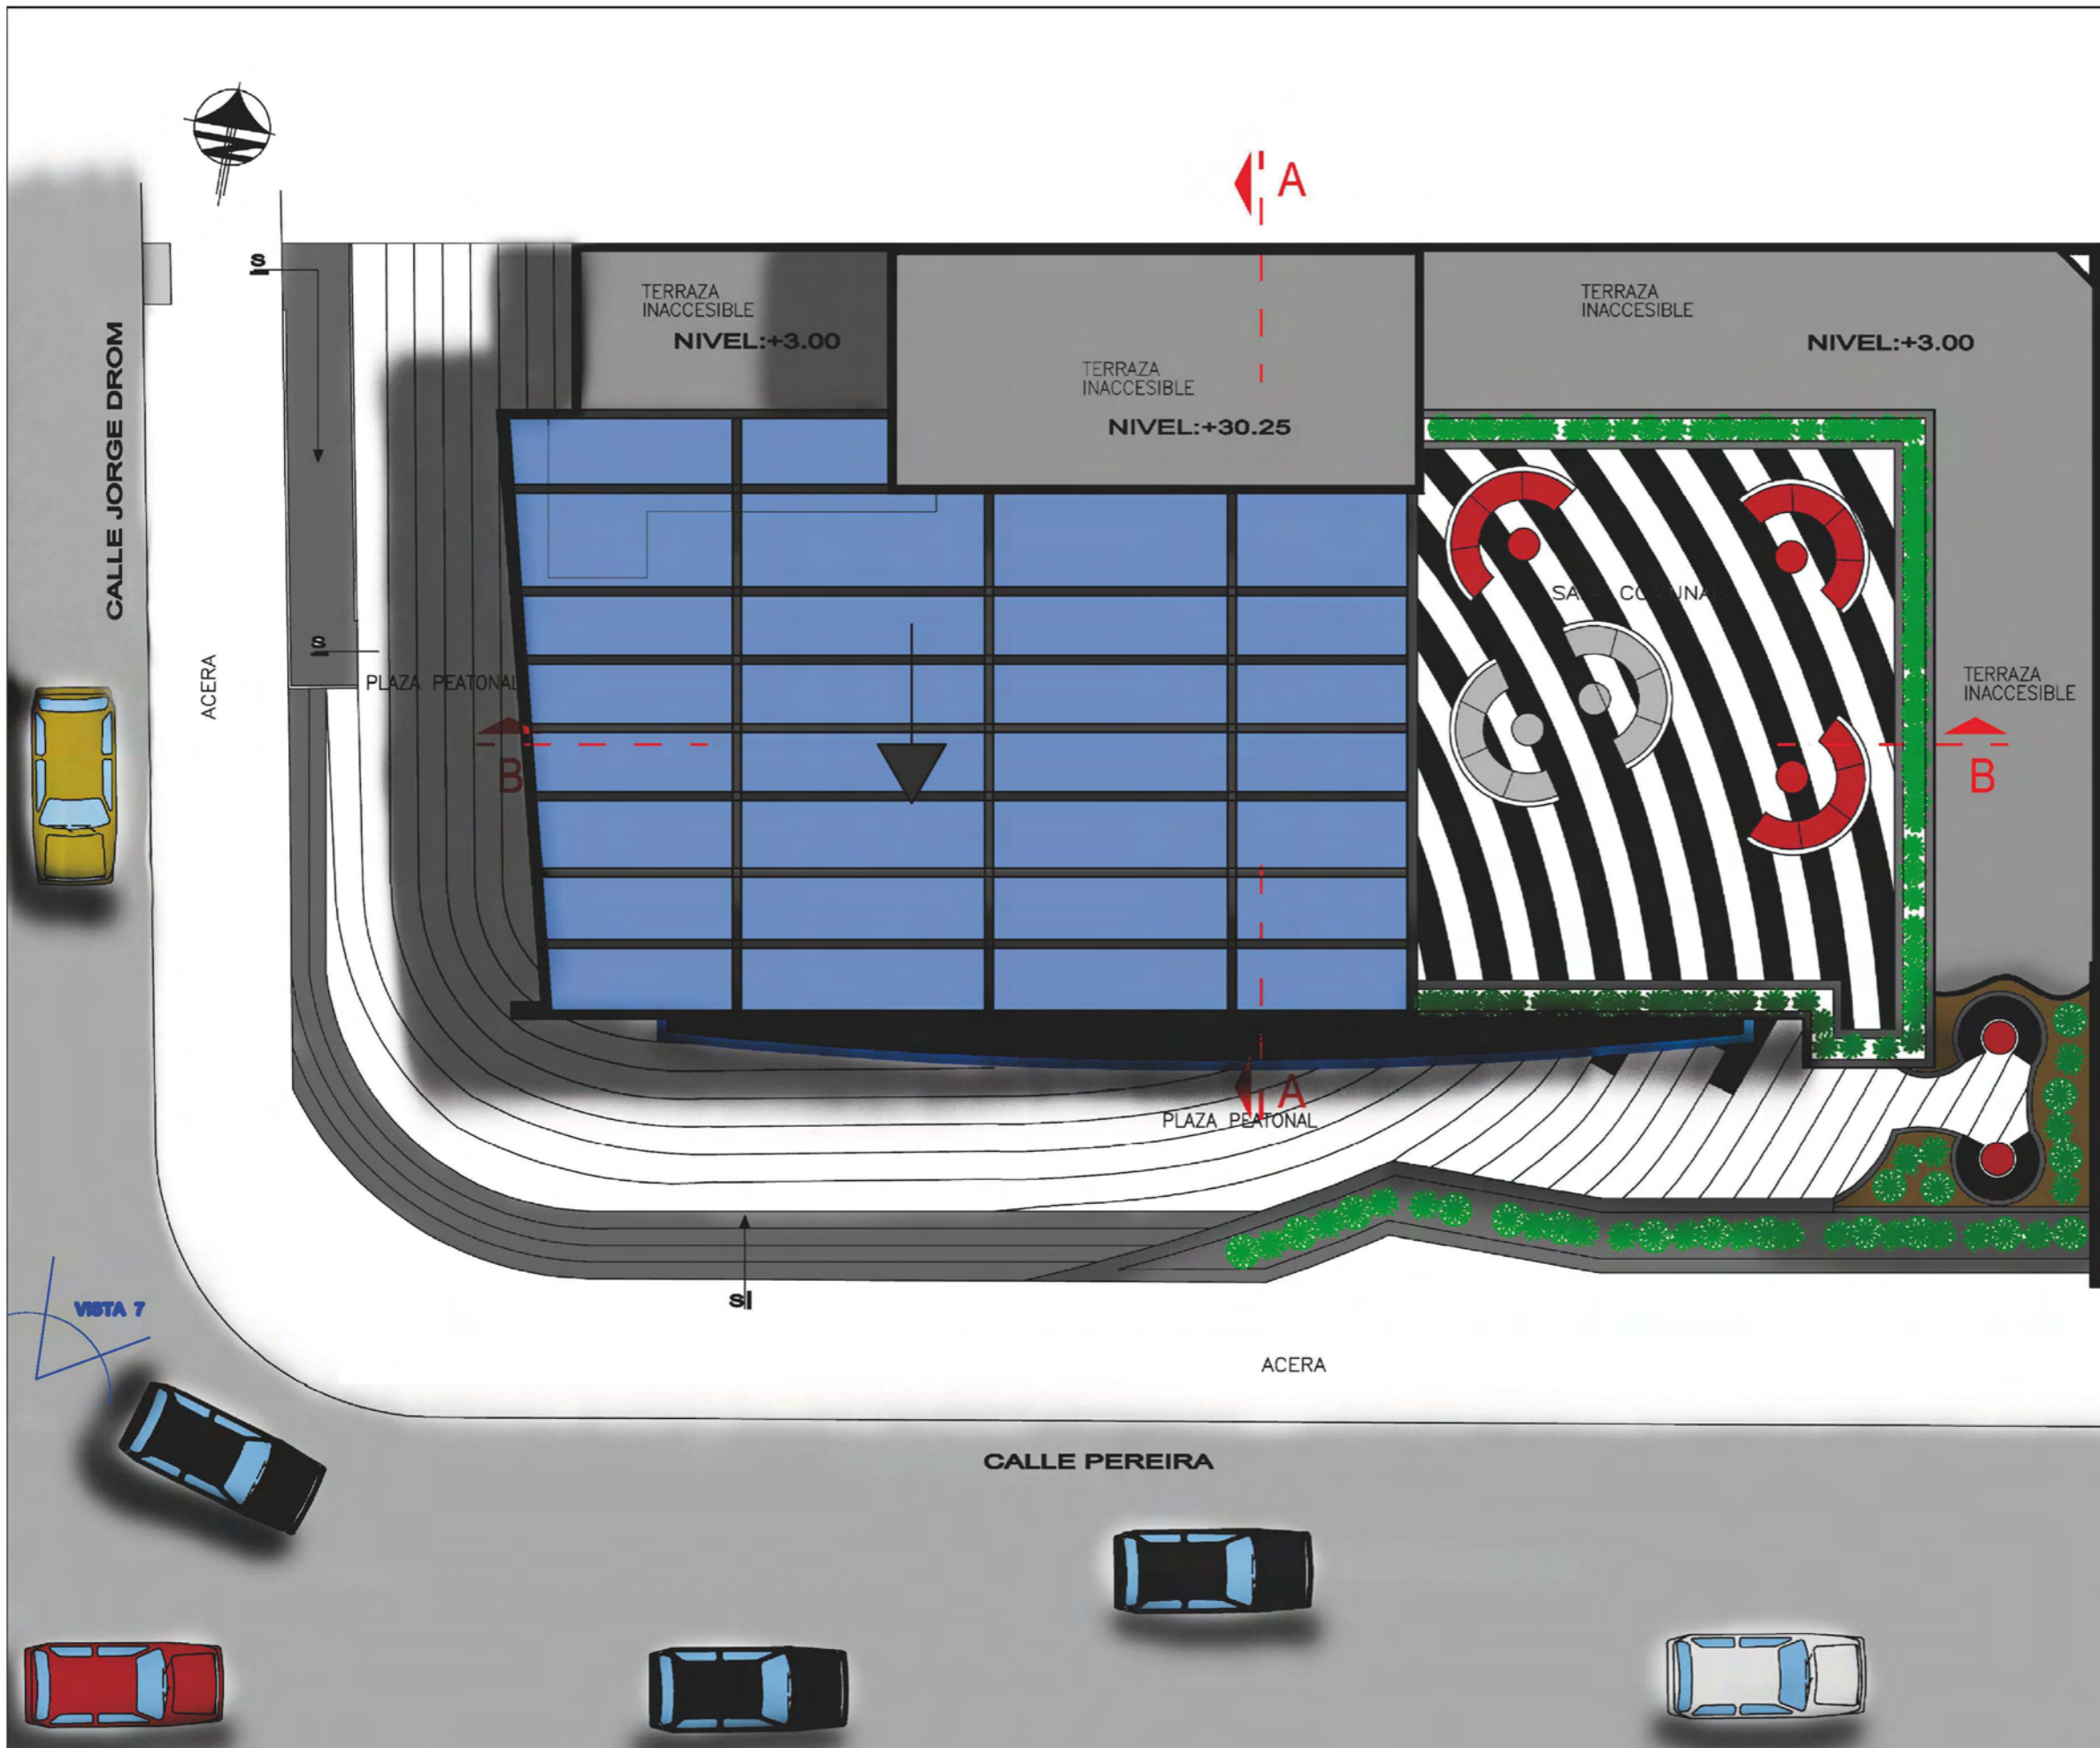 A
S
TERRAZA
INACCESIBLE
NIVEL:+3.00
TERRAZA
INACCESIBLE
NIVEL:+30.25
TERRAZA
INACCESIBLE
NIVEL:+3.00
CALLE JORGE DROM
ACERA
S
PLAZA PEATONAL
COMUNAL
TERRAZA
INACCESIBLE
B
B
A
PLAZA PEATONAL
VISTA 7
ACERA
CALLE PEREIRA